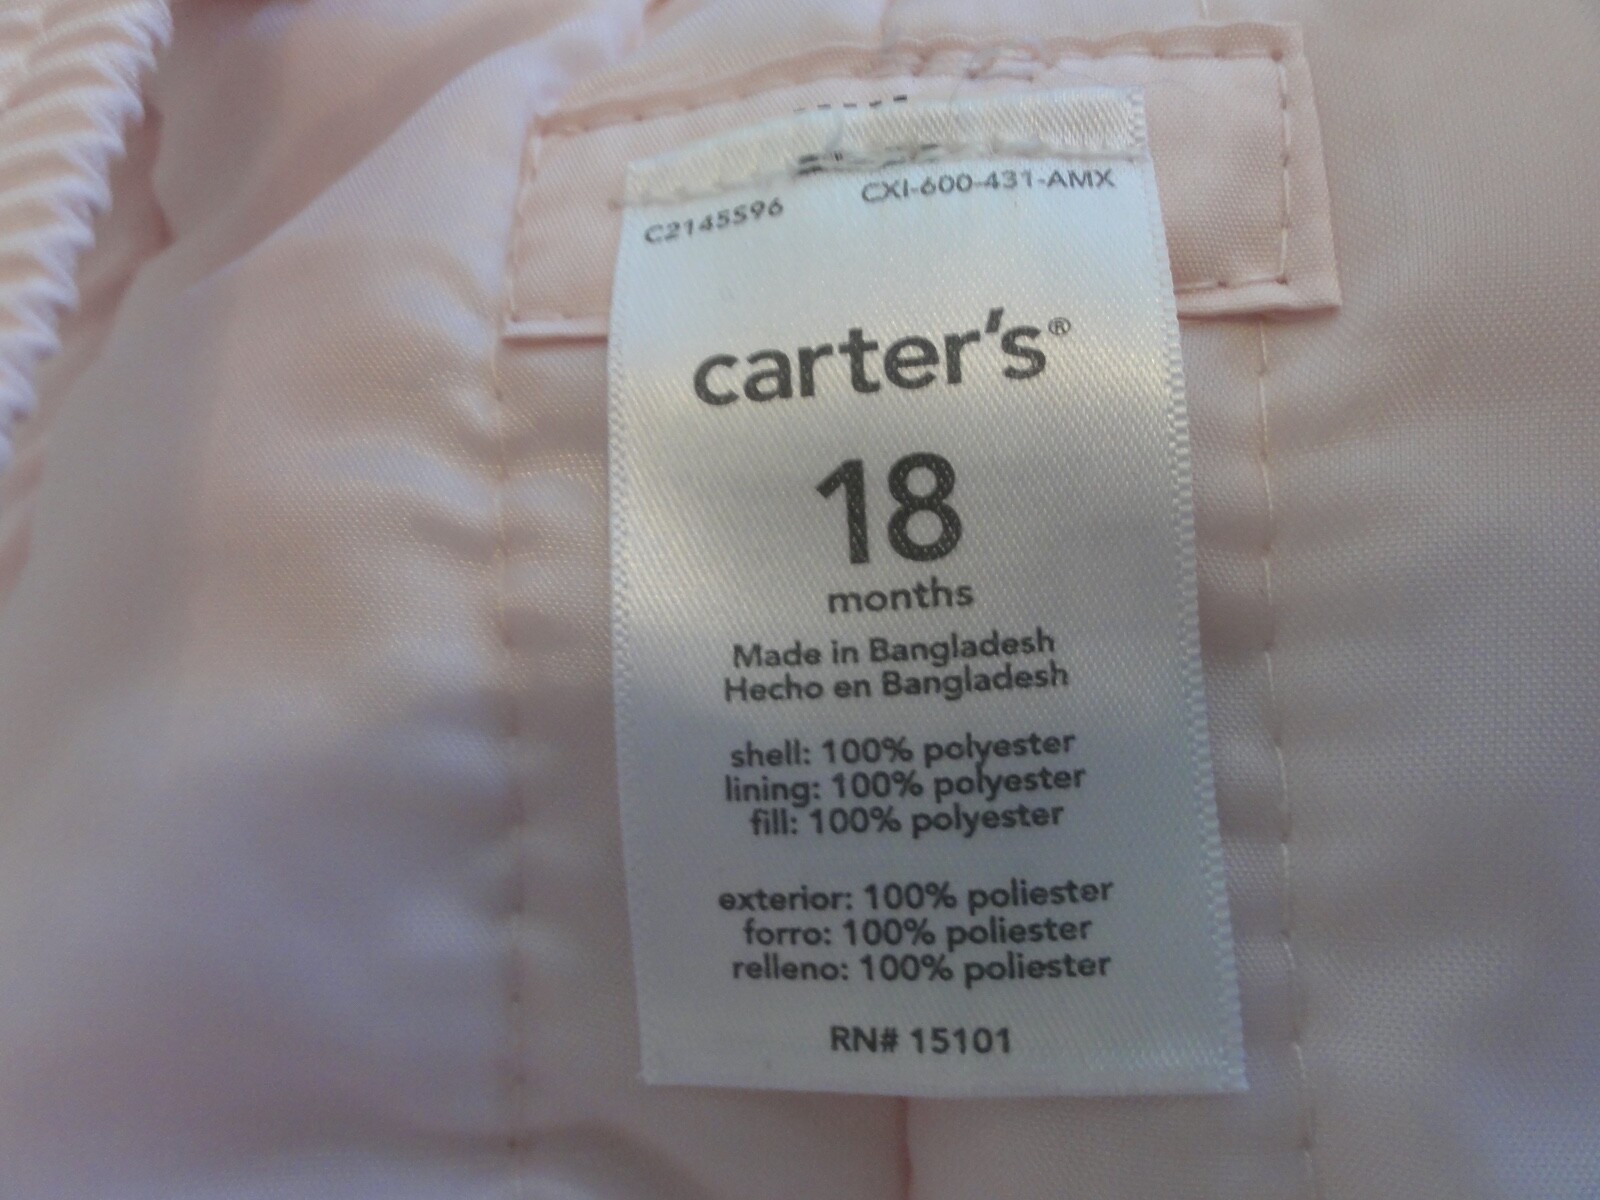 C2145596
CXI-600-431-AMX
carter's®
18
months
Made in Bangladesh
Hecho en Bangladesh
shell: 100% polyester
lining: 100% polyester
fill: 100% polyester
exterior: 100% poliester
forro: 100% poliester
relleno: 100% poliester
RN# 15101